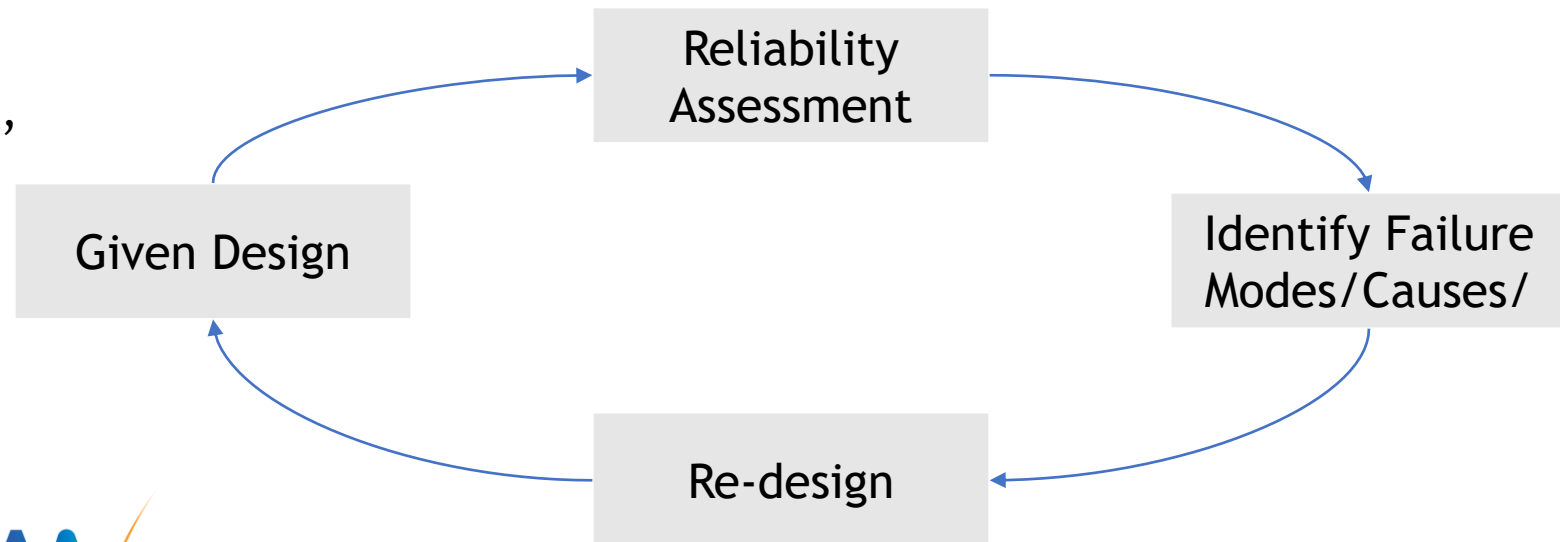 ,
Reliability
Assessment
Given Design
Identify Failure
Modes/Causes/
Re-design